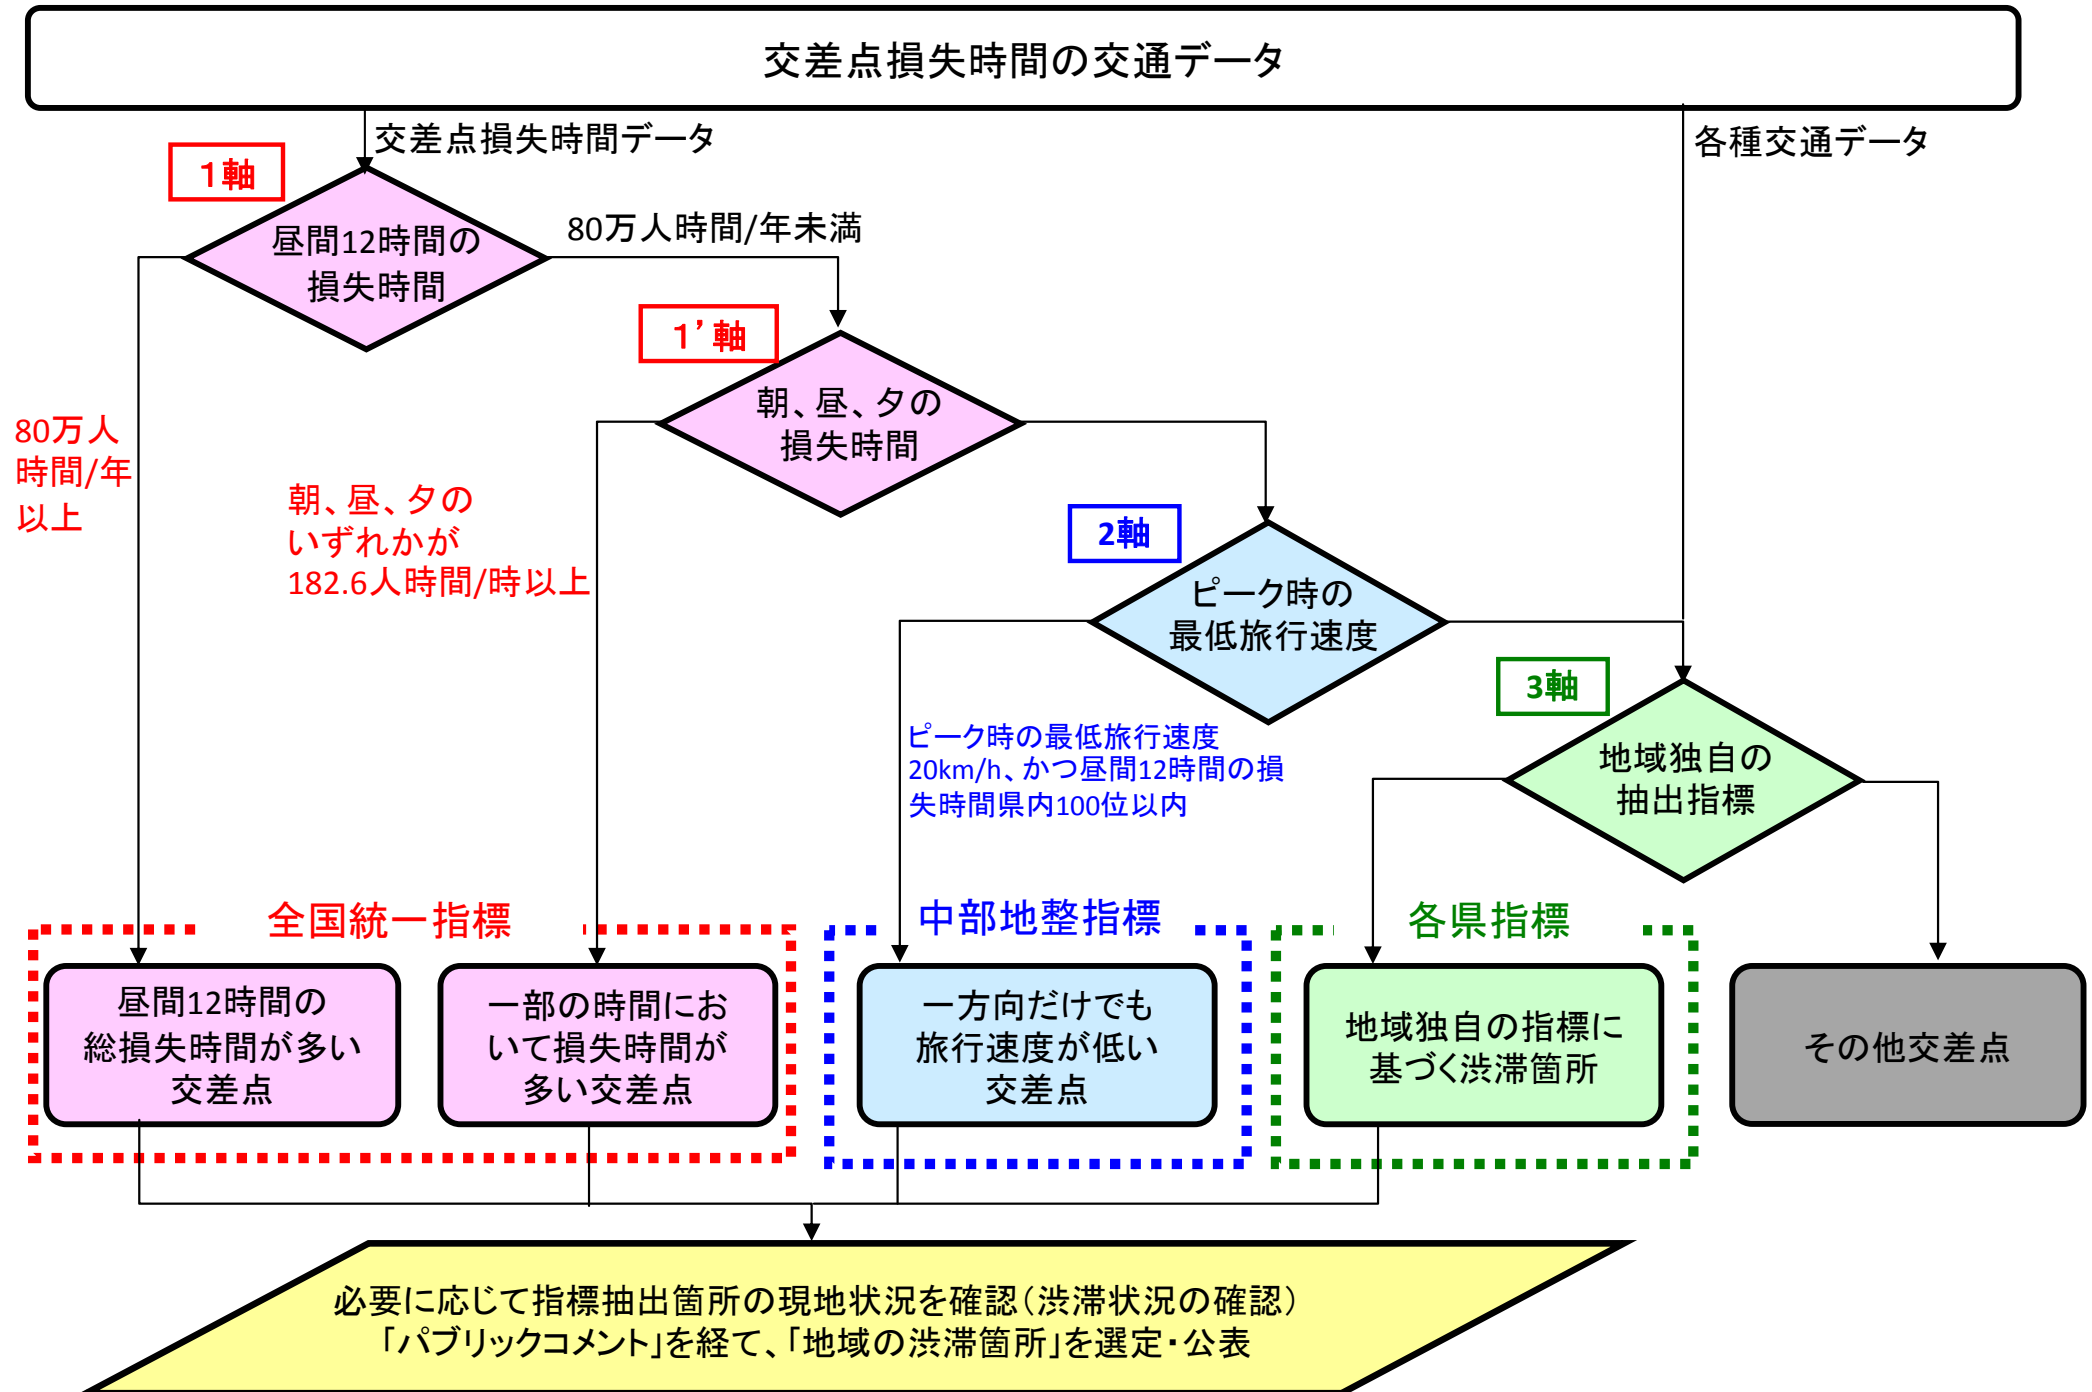 交差点損失時間の交通データ
交差点損失時間データ
各種交通データ
1軸
昼間12時間の
損失時間
80万人時間/年未満
1’軸
朝、昼、夕の
損失時間
80万人
時間/年
以上
朝、昼、夕の
いずれかが
182.6人時間/時以上
2軸
ピーク時の
最低旅行速度
3軸
地域独自の
抽出指標
ピーク時の最低旅行速度
20km/h、かつ昼間12時間の損
失時間県内100位以内
全国統一指標
中部地整指標
各県指標
昼間12時間の
総損失時間が多い
交差点
一部の時間にお
いて損失時間が
多い交差点
一方向だけでも
旅行速度が低い
交差点
地域独自の指標に
基づく渋滞箇所
その他交差点
必要に応じて指標抽出箇所の現地状況を確認（渋滞状況の確認）
「パブリックコメント」を経て、「地域の渋滞箇所」を選定・公表